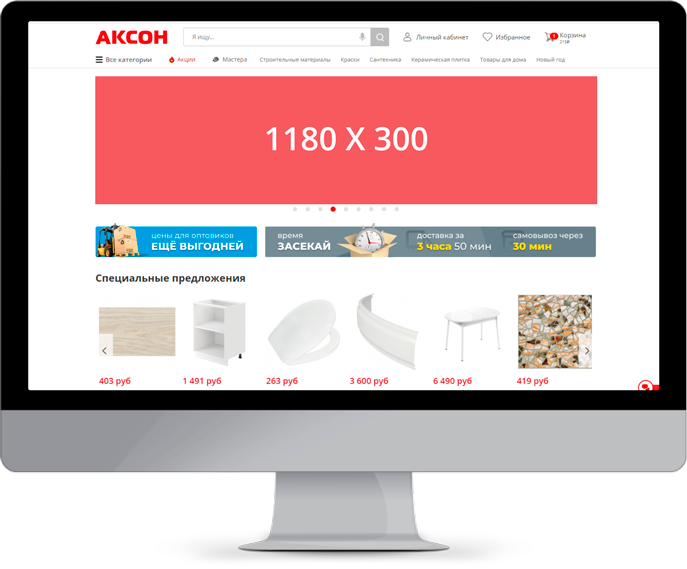 АКСОН
Я ищу...
Личный кабинет
Избранное
1
Корзина
Все категории
Акции
Мастера
Строительные материалы
Краски
Сантехника
Керамическая плитка
Товары для дома
Новый год
1180 X 300
цены для оптовиков
ЕЩЁ ВЫГОДНЕЙ
время
ЗАСЕКАЙ
доставка за
3 часа 50 мин
самовывоз через
30 мин
Специальные предложения
403 руб
1 491 руб
263 руб
3 600 руб
6 490 руб
419 руб